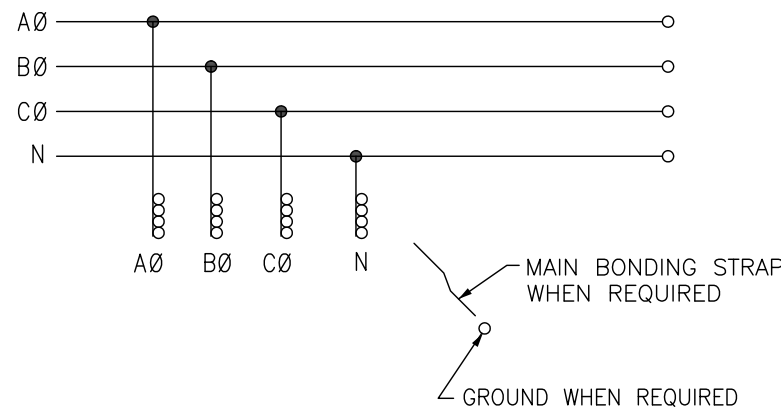 AØ
BØ
CØ
N
AØ BØ CØ N
MAIN BONDING STRAP
WHEN REQUIRED
GROUND WHEN REQUIRED